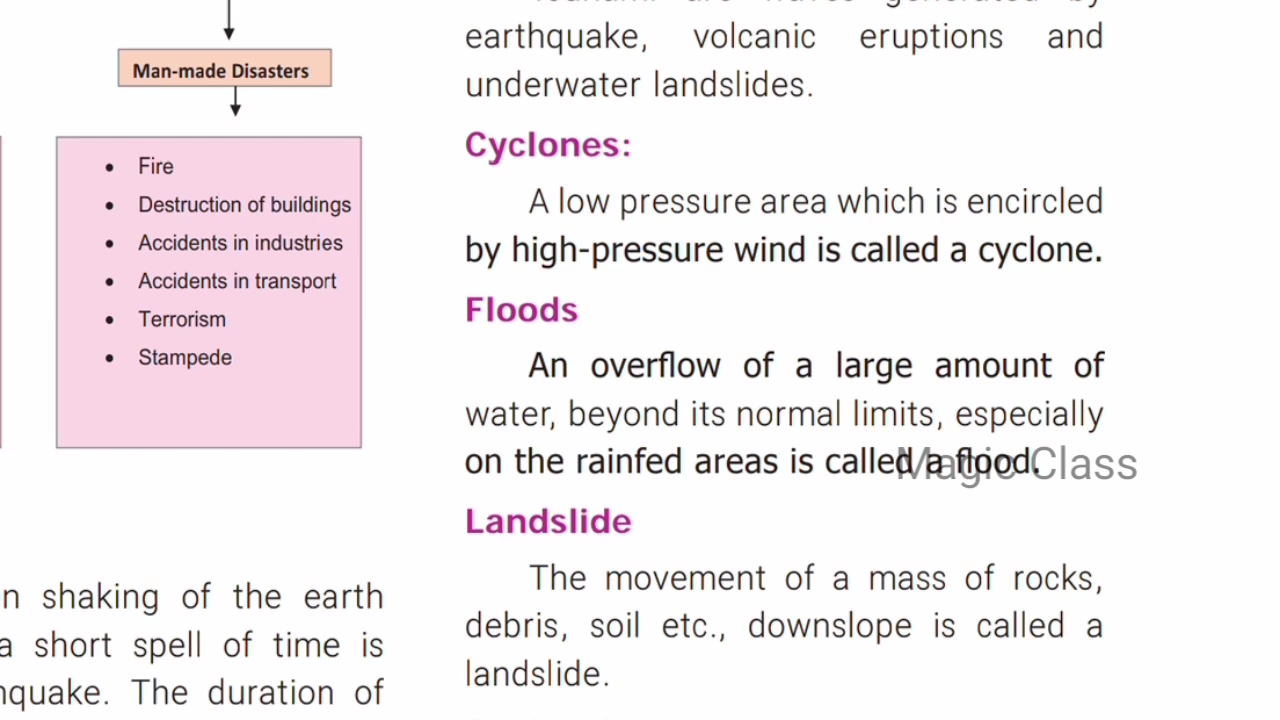 Man-made Disasters
• Fire
• Destruction of buildings
• Accidents in industries
• Accidents in transport
• Terrorism
• Stampede
shaking of the earth
a short spell of time is
The duration of
earthquake, volcanic eruptions and
underwater landslides.
Cyclones:
A low pressure area which is encircled
by high-pressure wind is called a cyclone.
Floods
An overflow of a large amount of
water, beyond its normal limits, especially
on the rainfed areas is called a flood.
Magic Class
Landslide
The movement of a mass of rocks,
debris, soil etc., downslope is called a
landslide.